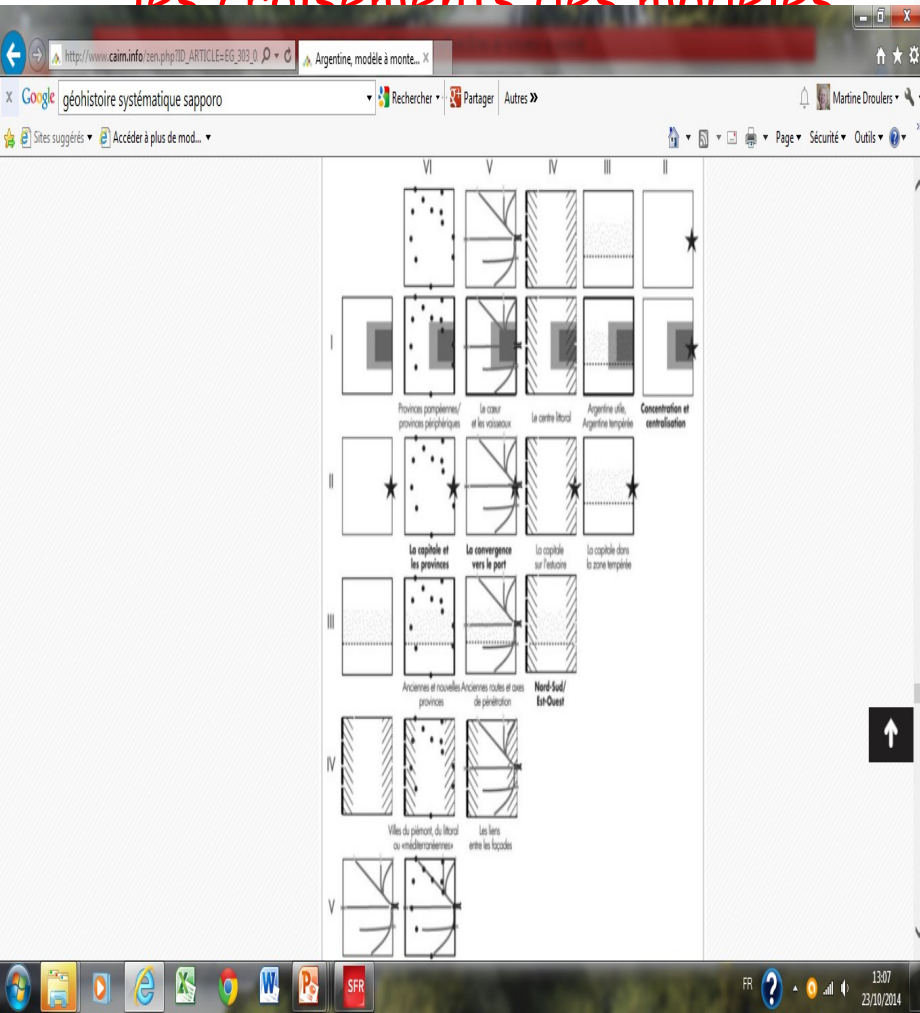 les croisements des modèles
http://www.cairn.info/zen.php?ID_ARTICLE=EG_303_0
Argentine, modèle à monte... ×
x Google géohistoire systématique sapporo Rechercher Partager Autres » Martine Droulers
Sites suggérés Accéder à plus de mod... Page Sécurité Outils
VI V IV III II
I
Provinces pampéennes/ Le cœur Le centre littoral Argentine utile, Concentration et
provinces périphériques et les vaisseaux Argentine tempérée centralisation
II
La capitale et La convergence La capitale La capitale dans
les provinces vers le port sur l'estuaire la zone tempérée
III
Anciennes et nouvelles Anciennes routes et axes Nord-Sud/
provinces de pénétration Est-Ouest
IV
Villes du piémont, du littoral Les liens
ou «méditerranéennes» entre les façades
V
SFR
FR 13:07
23/10/2014